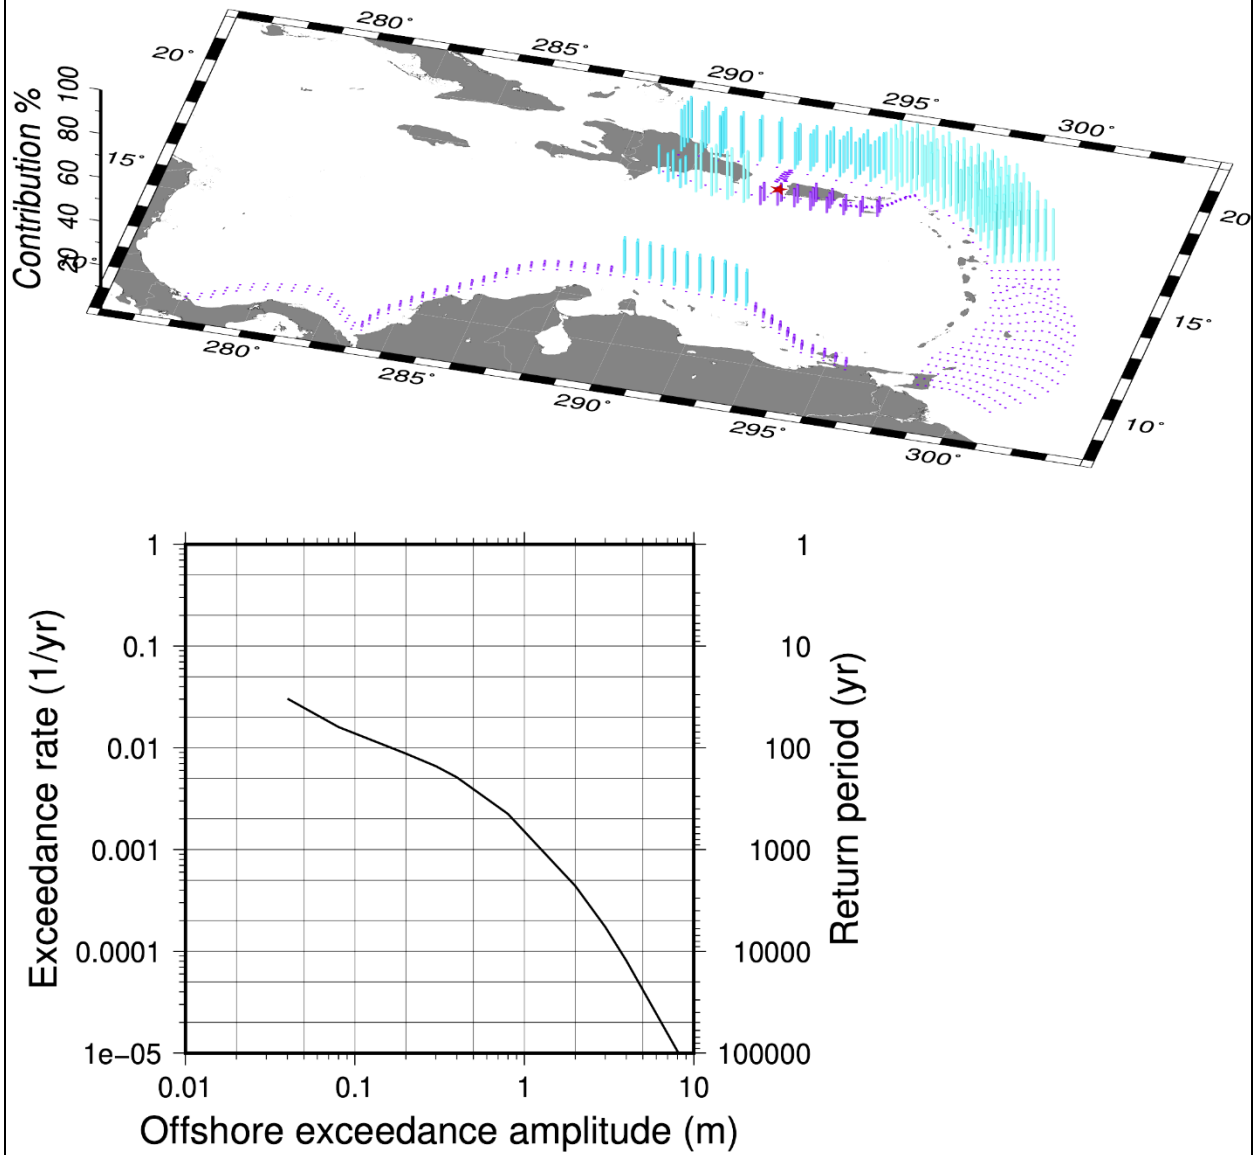 280° 285° 290° 295° 300°
20° 15°
Contribution %
100
80
60
40
20
20° 15° 10°
280° 285° 290° 295° 300°
Exceedance rate (1/yr)
1
0.1
0.01
0.001
0.0001
1e−05
1
10
100
1000
10000
100000
Return period (yr)
0.01 0.1 1 10
Offshore exceedance amplitude (m)